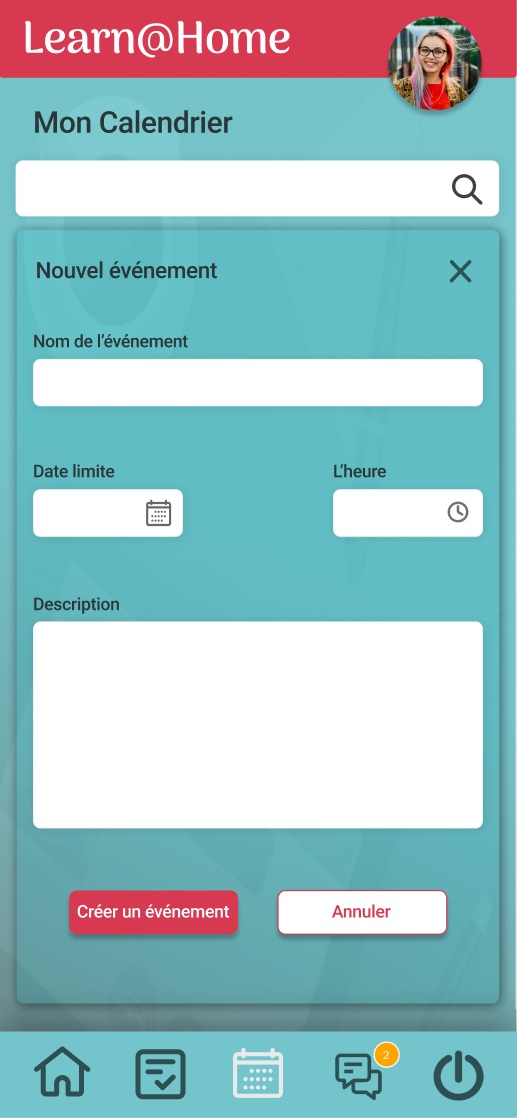 Learn@Home
Mon Calendrier
Nouvel événement
Nom de l'événement
Date limite
L'heure
Description
Créer un événement
Annuler
2